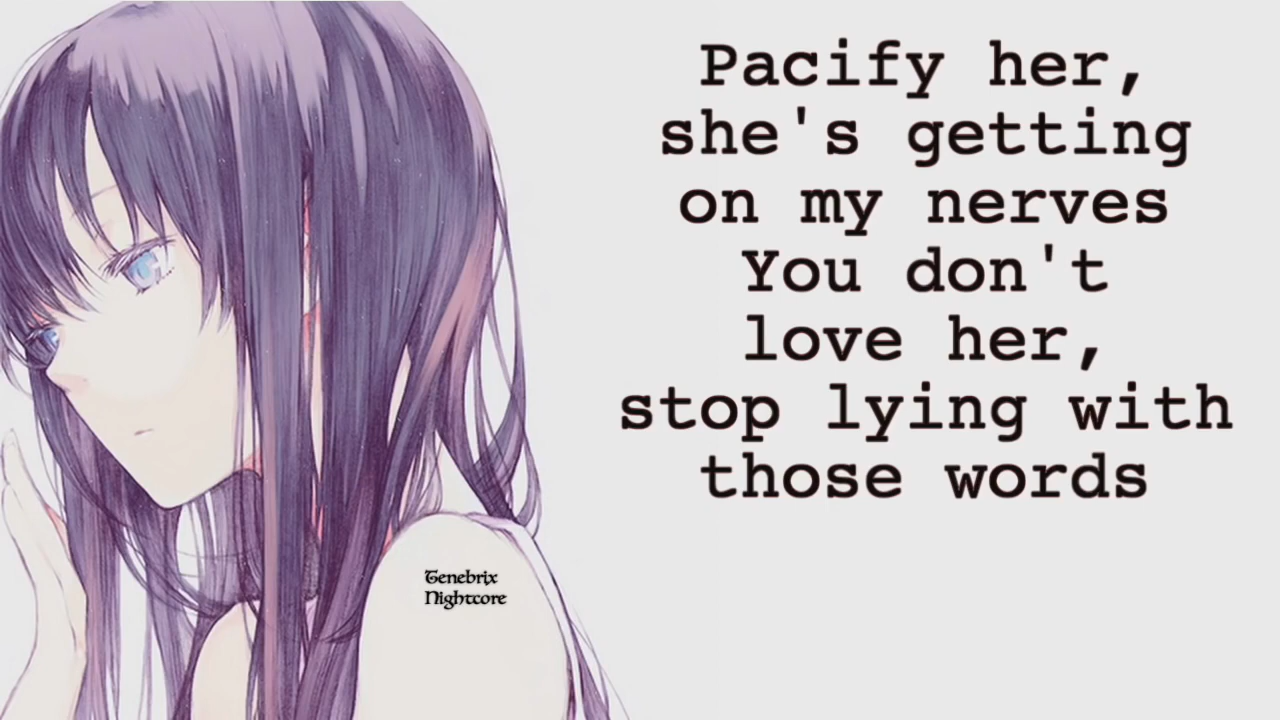 Pacify her,
she's getting
on my nerves
You don't
love her,
stop lying with
those words
Tenebrix
Nightcore